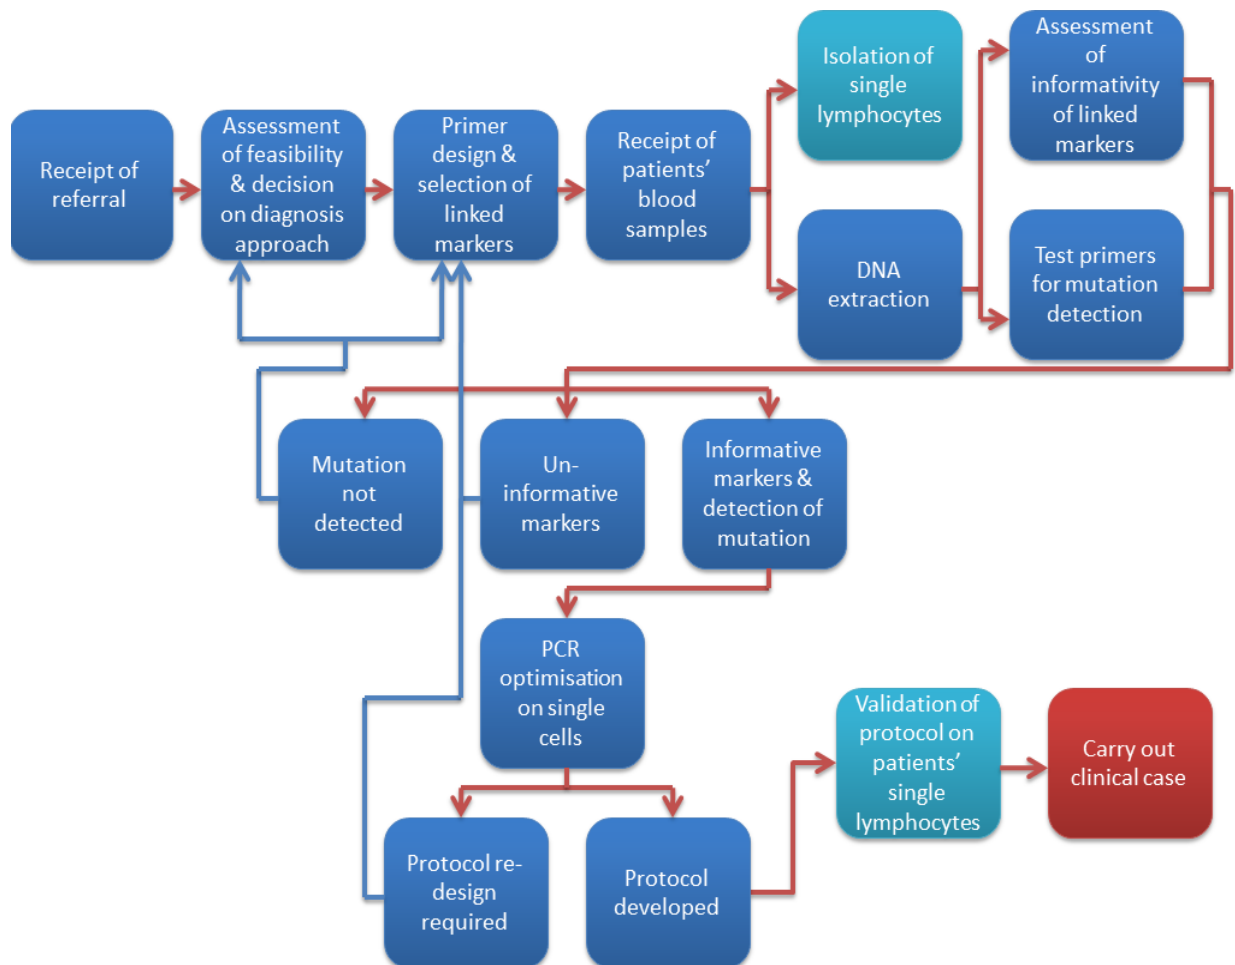 Receipt of
referral
Assessment
of feasibility
& decision
on diagnosis
approach
Primer
design &
selection of
linked
markers
Receipt of
patients'
blood
samples
Isolation of
single
lymphocytes
DNA
extraction
Assessment
of
informativity
of linked
markers
Test primers
for mutation
detection
Mutation
not
detected
Un-
informative
markers
Informative
markers &
detection of
mutation
PCR
optimisation
on single
cells
Protocol re-
design
required
Protocol
developed
Validation of
protocol on
patients'
single
lymphocytes
Carry out
clinical case